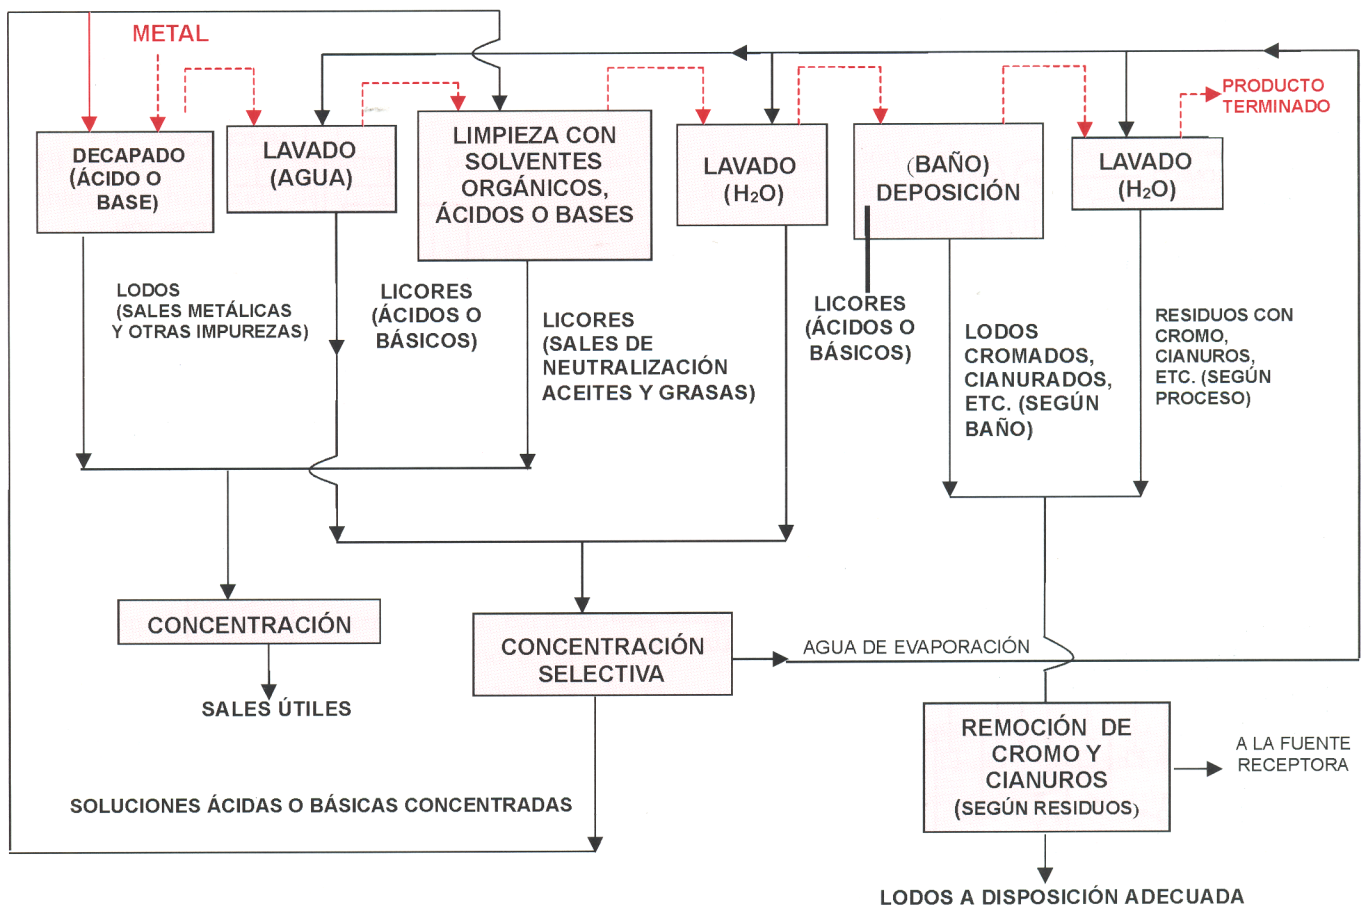 METAL
PRODUCTO
TERMINADO
DECAPADO
(ÁCIDO O
BASE)
LAVADO
(AGUA)
LIMPIEZA CON
SOLVENTES
ORGÁNICOS,
ÁCIDOS O BASES
LAVADO
(H₂O)
(BAÑO)
DEPOSICIÓN
LAVADO
(H₂O)
LODOS
(SALES METÁLICAS
Y OTRAS IMPUREZAS)
LICORES
(ÁCIDOS O
BÁSICOS)
LICORES
(SALES DE
NEUTRALIZACIÓN
ACEITES Y GRASAS)
LICORES
(ÁCIDOS O
BÁSICOS)
LODOS
CROMADOS,
CIANURADOS,
ETC. (SEGÚN
BAÑO)
RESIDUOS CON
CROMO,
CIANUROS,
ETC. (SEGÚN
PROCESO)
CONCENTRACIÓN
SALES ÚTILES
CONCENTRACIÓN
SELECTIVA
AGUA DE EVAPORACIÓN
SOLUCIONES ÁCIDAS O BÁSICAS CONCENTRADAS
REMOCIÓN DE
CROMO Y
CIANUROS
(SEGÚN RESIDUOS)
A LA FUENTE
RECEPTORA
LODOS A DISPOSICIÓN ADECUADA